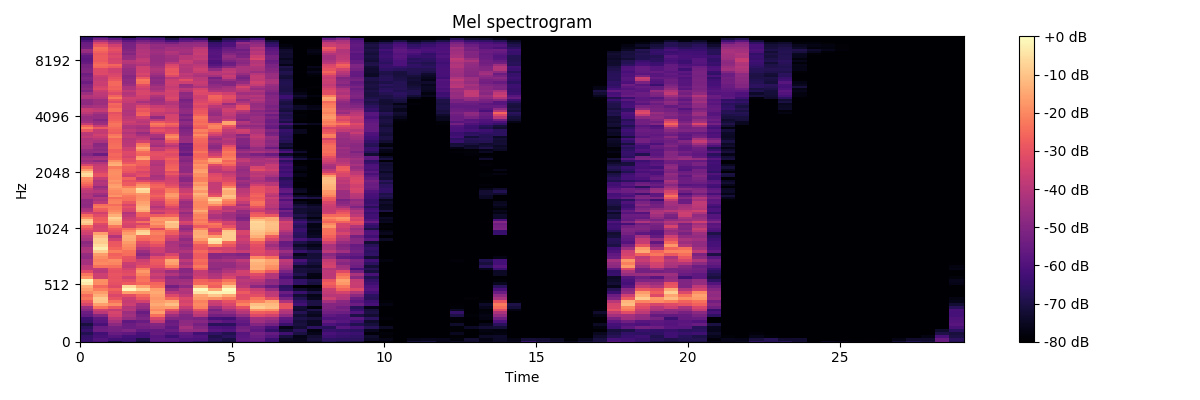 Mel spectrogram
Hz
8192
4096
2048
1024
512
0
0 5 10 15 20 25
Time
+0 dB
-10 dB
-20 dB
-30 dB
-40 dB
-50 dB
-60 dB
-70 dB
-80 dB